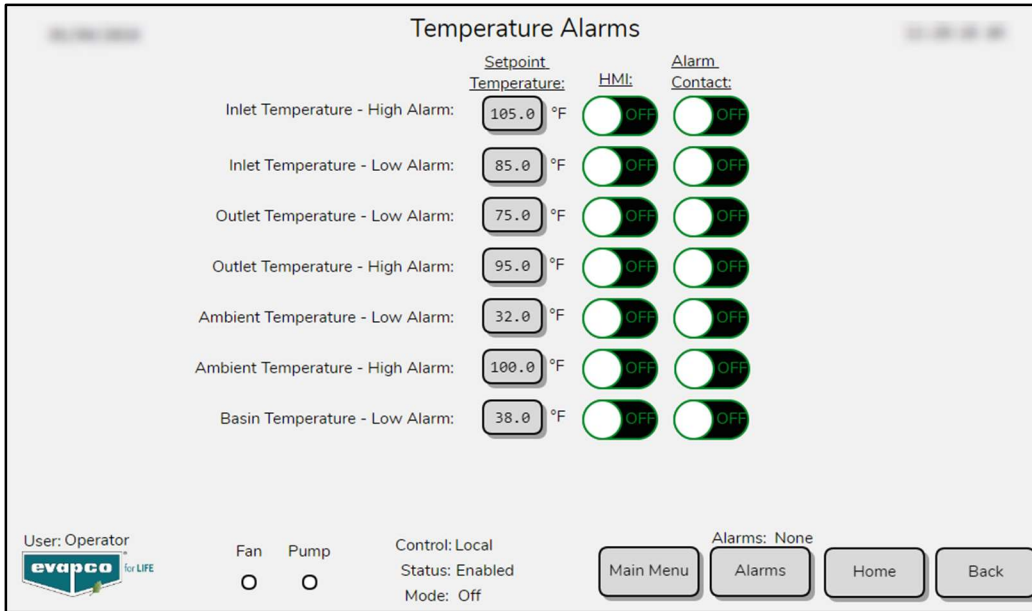 Temperature Alarms
Setpoint
Temperature:
HMI:
Alarm
Contact:
Inlet Temperature - High Alarm: 105.0 °F OFF OFF
Inlet Temperature - Low Alarm: 85.0 °F OFF OFF
Outlet Temperature - Low Alarm: 75.0 °F OFF OFF
Outlet Temperature - High Alarm: 95.0 °F OFF OFF
Ambient Temperature - Low Alarm: 32.0 °F OFF OFF
Ambient Temperature - High Alarm: 100.0 °F OFF OFF
Basin Temperature - Low Alarm: 38.0 °F OFF OFF
User: Operator
evapco for LIFE
Fan Pump
Control: Local
Status: Enabled
Mode: Off
Alarms: None
Main Menu Alarms Home Back